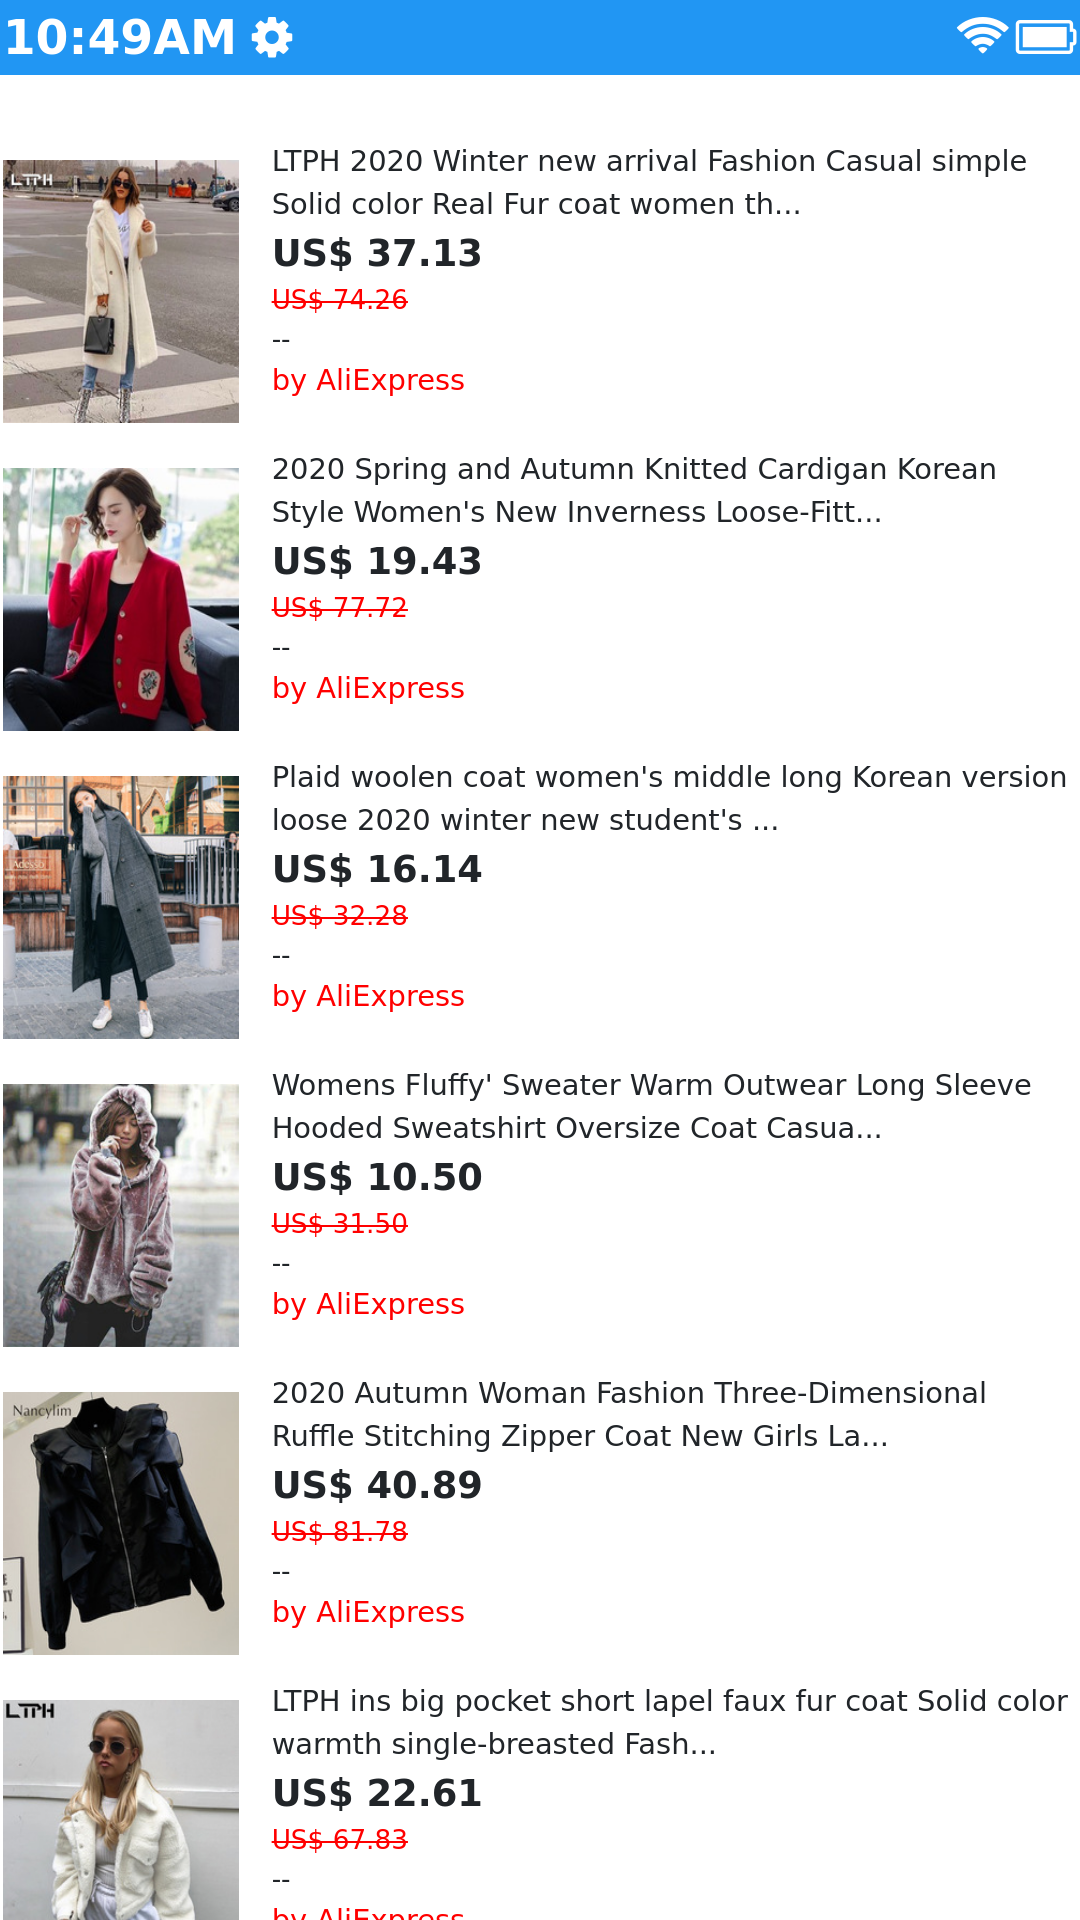 10:49AM
LTPH
LTPH 2020 Winter new arrival Fashion Casual simple
Solid color Real Fur coat women th...
US$ 37.13
US$ 74.26
--
by AliExpress
2020 Spring and Autumn Knitted Cardigan Korean
Style Women's New Inverness Loose-Fitt...
US$ 19.43
US$ 77.72
--
by AliExpress
Plaid woolen coat women's middle long Korean version
loose 2020 winter new student's ...
US$ 16.14
US$ 32.28
--
by AliExpress
Womens Fluffy' Sweater Warm Outwear Long Sleeve
Hooded Sweatshirt Oversize Coat Casua...
US$ 10.50
US$ 31.50
--
by AliExpress
Nancylim
2020 Autumn Woman Fashion Three-Dimensional
Ruffle Stitching Zipper Coat New Girls La...
US$ 40.89
US$ 81.78
--
by AliExpress
LTPH
LTPH ins big pocket short lapel faux fur coat Solid color
warmth single-breasted Fash...
US$ 22.61
US$ 67.83
--
by AliExpress